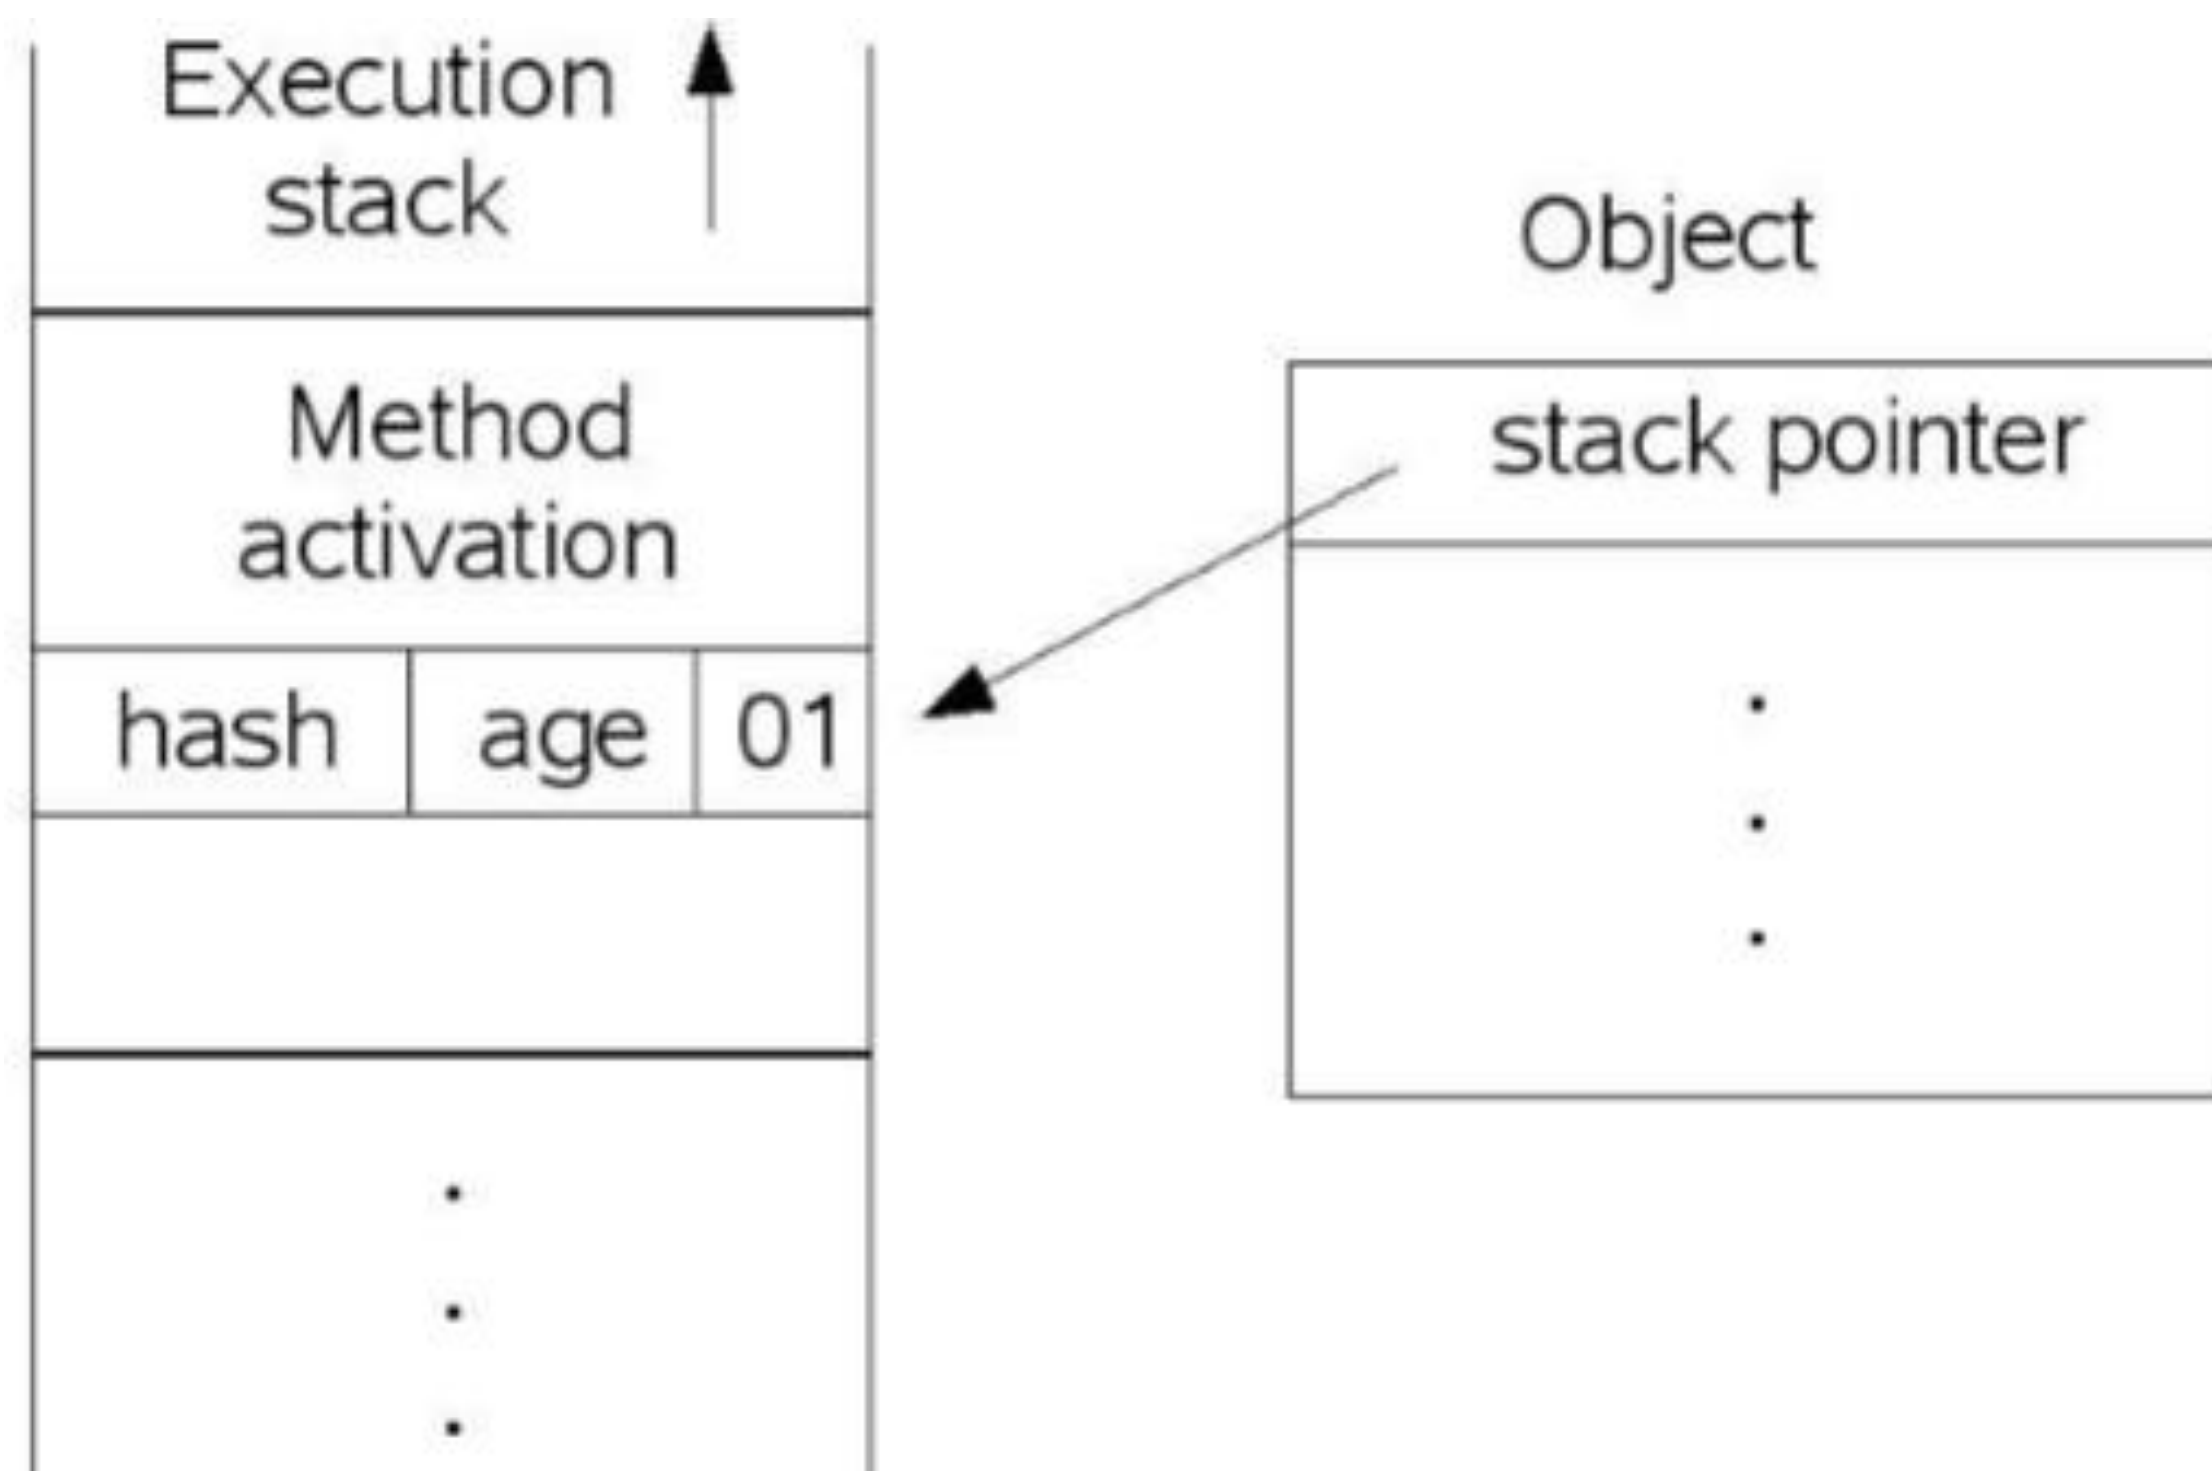 Execution
stack
Method
activation
hash age 01
Object
stack pointer